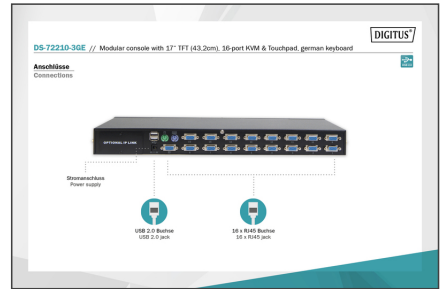 DIGITUS®
DS-72210-3GE // Modular console with 17" TFT (43,2cm), 16-port KVM & Touchpad, german keyboard
Anschlüsse
Connections
OPTIONAL IP LINK
Stromanschluss
Power supply
USB 2.0 Buchse
USB 2.0 jack
16 x RJ45 Buchse
16 x RJ45 jack